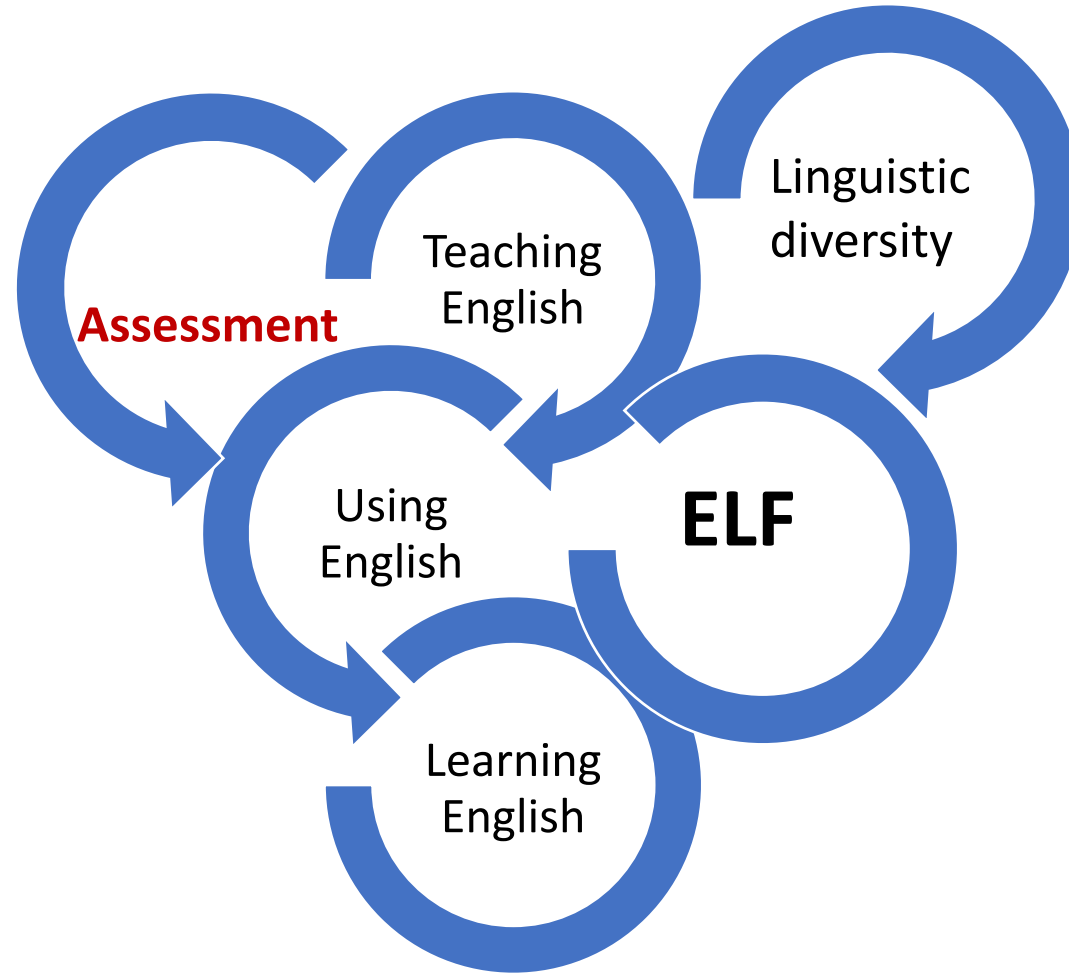 Linguistic
diversity
Teaching
English
Assessment
Using
English
ELF
Learning
English